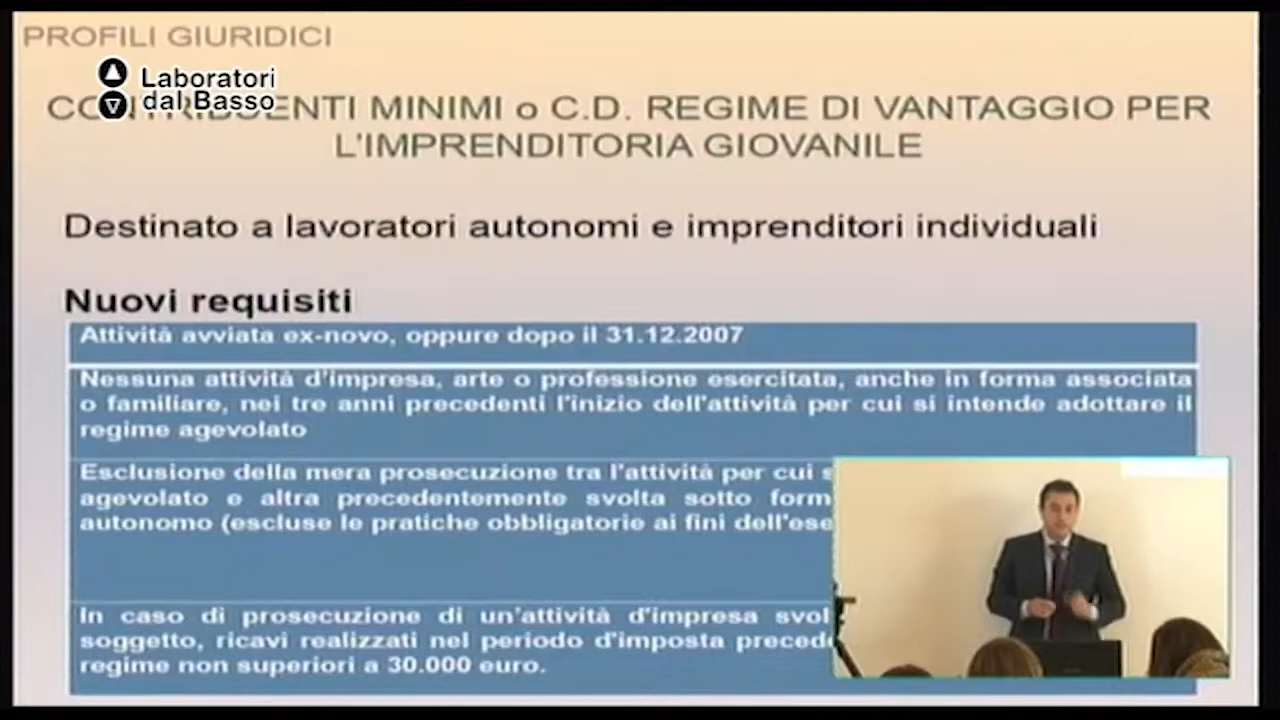 PROFILI GIURIDICI
Laboratori
dal Basso
CONTRIBUENTI MINIMI o C.D. REGIME DI VANTAGGIO PER
L'IMPRENDITORIA GIOVANILE
Destinato a lavoratori autonomi e imprenditori individuali
Nuovi requisiti
Attività avviata ex-novo, oppure dopo il 31.12.2007
Nessuna attività d'impresa, arte o professione esercitata, anche in forma associata
o familiare, nei tre anni precedenti l'inizio dell'attività per cui si intende adottare il
regime agevolato
Esclusione della mera prosecuzione tra l'attività per cui
agevolato e altra precedentemente svolta sotto form
autonomo (escluse le pratiche obbligatorie ai fini dell'ese
In caso di prosecuzione di un'attività d'impresa svol
soggetto, ricavi realizzati nel periodo d'imposta preced
regime non superiori a 30.000 euro.